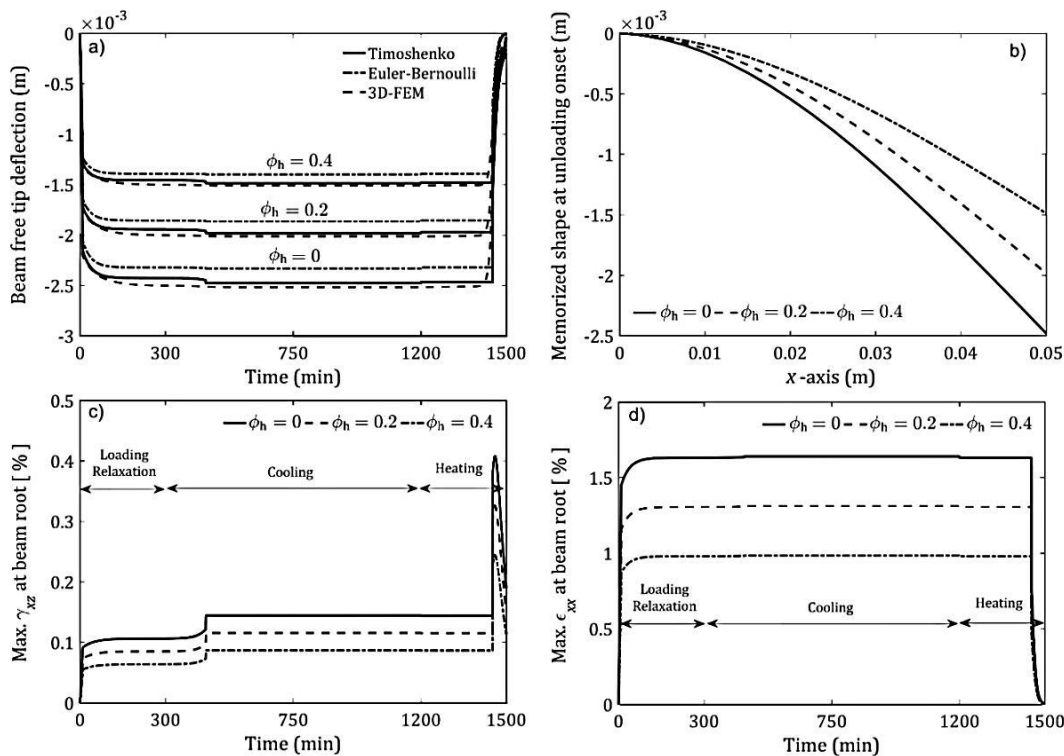 ×10⁻³
a)
0
-0.5
-1
-1.5
-2
-2.5
-3
Beam free tip deflection (m)
Timoshenko
Euler-Bernoulli
3D-FEM
ϕₕ = 0.4
ϕₕ = 0.2
ϕₕ = 0
0 300 750 1200 1500
Time (min)
×10⁻³
b)
0
-0.5
-1
-1.5
-2
-2.5
Memorized shape at unloading onset (m)
ϕₕ = 0 ϕₕ = 0.2 ϕₕ = 0.4
0 0.01 0.02 0.03 0.04 0.05
x-axis (m)
c)
0.5
0.4
0.3
0.2
0.1
0
Max. γxz at beam root [%]
ϕₕ = 0 ϕₕ = 0.2 ϕₕ = 0.4
Loading
Relaxation
Cooling
Heating
0 300 750 1200 1500
Time (min)
d)
2
1.5
1
0.5
0
Max. ϵxx at beam root [%]
ϕₕ = 0 ϕₕ = 0.2 ϕₕ = 0.4
Loading
Relaxation
Cooling
Heating
0 300 750 1200 1500
Time (min)